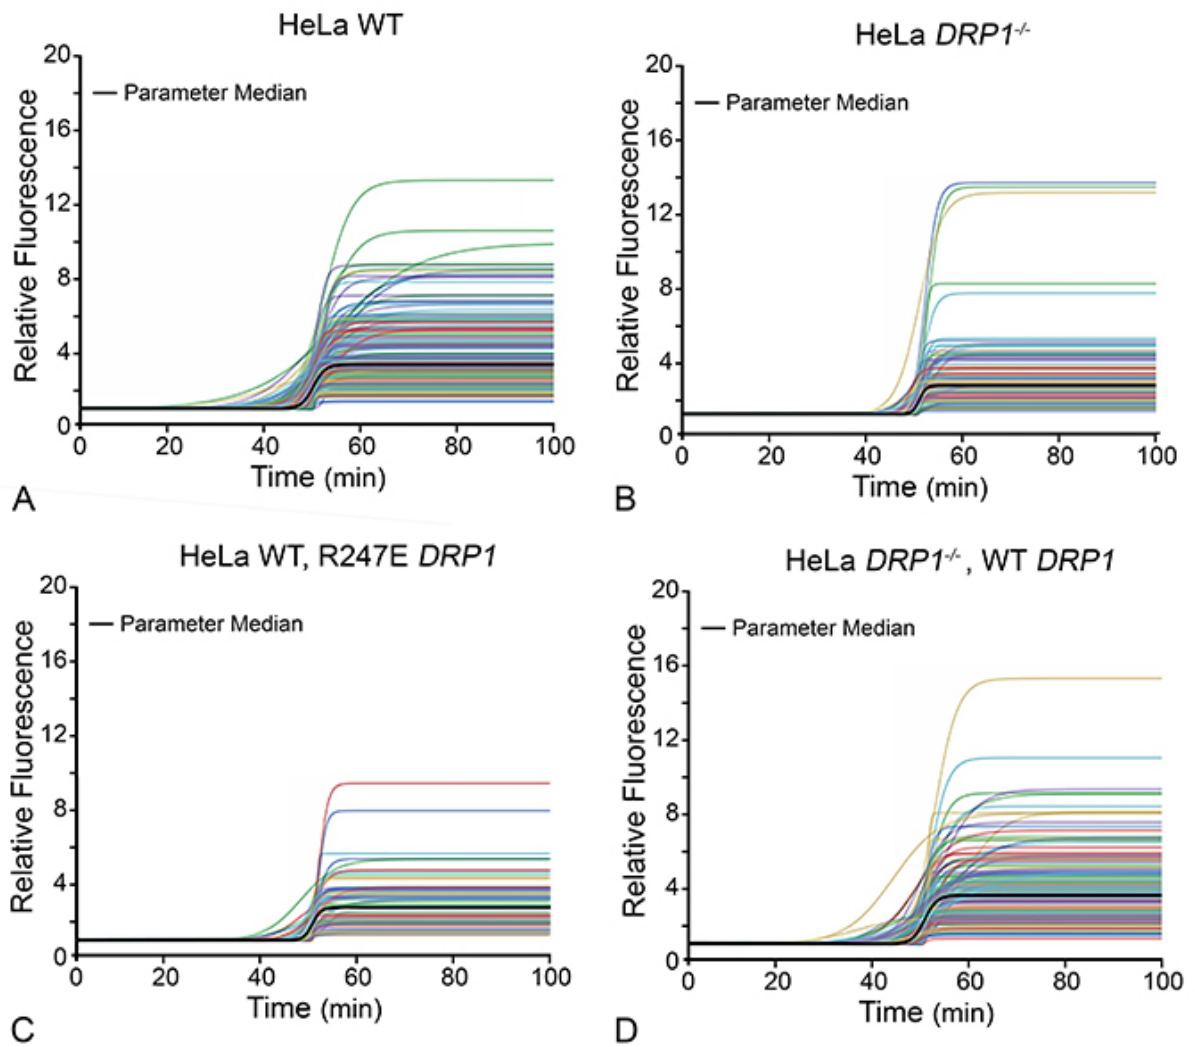 HeLa WT
20
Parameter Median
16
12
8
4
0
Relative Fluorescence
0 20 40 60 80 100
Time (min)
A
HeLa DRP1-/-
20
Parameter Median
16
12
8
4
0
Relative Fluorescence
0 20 40 60 80 100
Time (min)
B
HeLa WT, R247E DRP1
20
Parameter Median
16
12
8
4
0
Relative Fluorescence
0 20 40 60 80 100
Time (min)
C
HeLa DRP1-/- , WT DRP1
20
Parameter Median
16
12
8
4
0
Relative Fluorescence
0 20 40 60 80 100
Time (min)
D